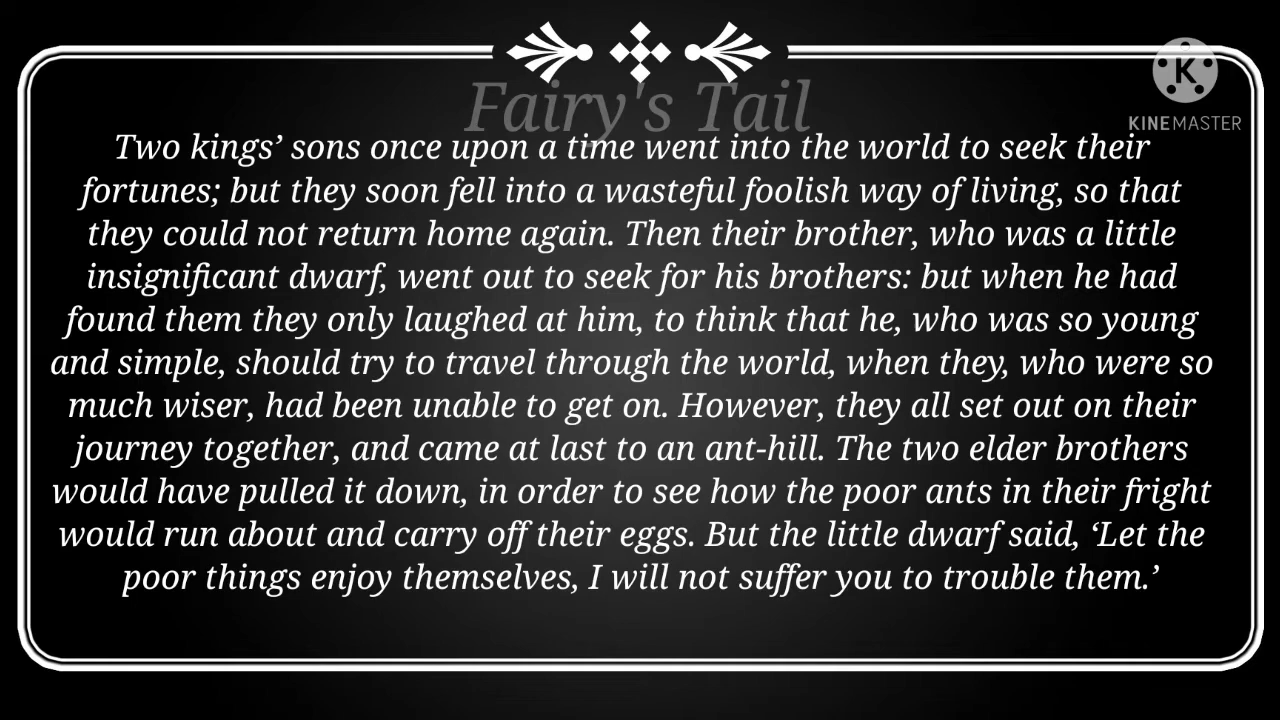 Fairy's Tail
K
KINEMASTER
Two kings’ sons once upon a time went into the world to seek their
fortunes; but they soon fell into a wasteful foolish way of living, so that
they could not return home again. Then their brother, who was a little
insignificant dwarf, went out to seek for his brothers: but when he had
found them they only laughed at him, to think that he, who was so young
and simple, should try to travel through the world, when they, who were so
much wiser, had been unable to get on. However, they all set out on their
journey together, and came at last to an ant-hill. The two elder brothers
would have pulled it down, in order to see how the poor ants in their fright
would run about and carry off their eggs. But the little dwarf said, ‘Let the
poor things enjoy themselves, I will not suffer you to trouble them.’